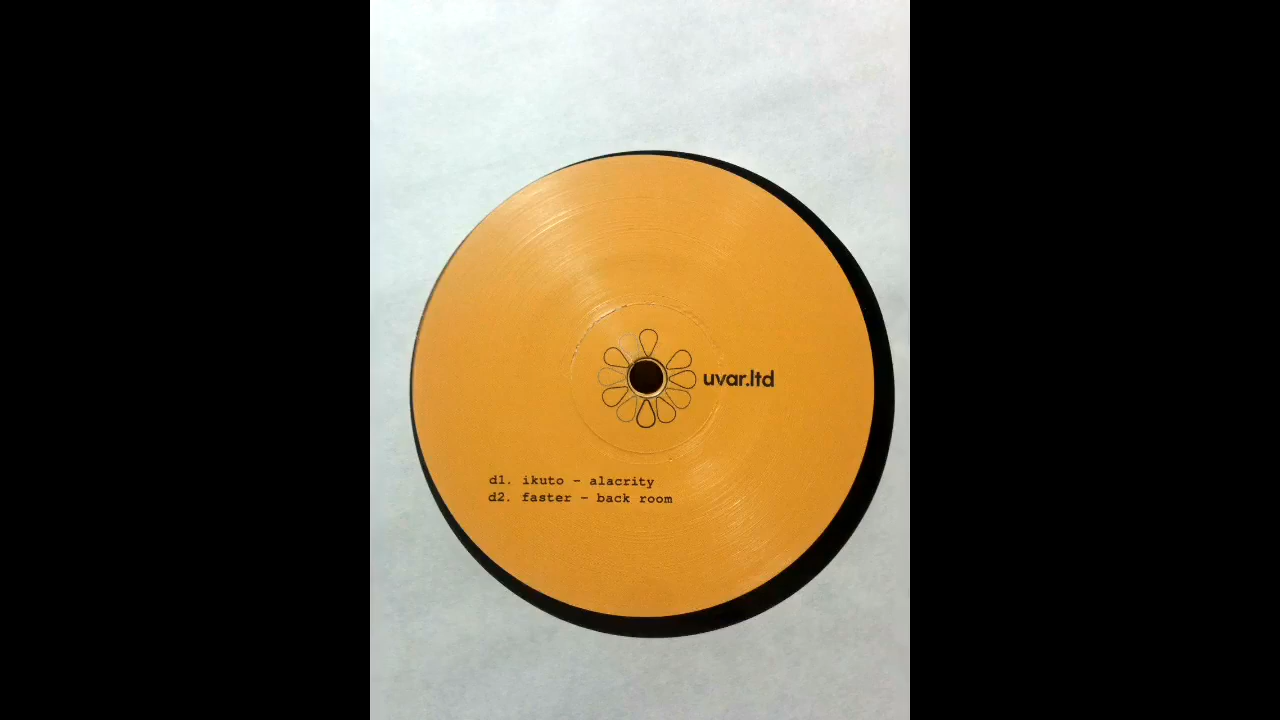 uvar.ltd
d1. ikuto - alacrity
d2. faster - back room